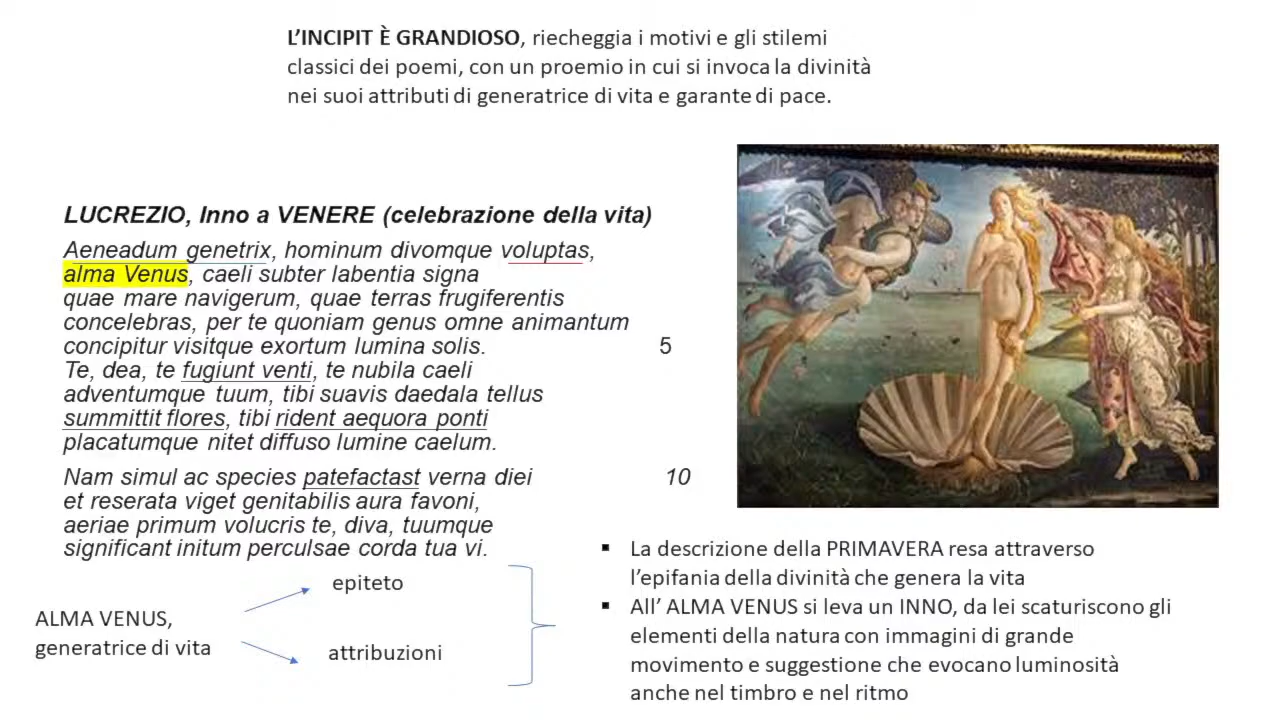 L’INCIPIT È GRANDIOSO, riecheggia i motivi e gli stilemi
classici dei poemi, con un proemio in cui si invoca la divinità
nei suoi attributi di generatrice di vita e garante di pace.
LUCREZIO, Inno a VENERE (celebrazione della vita)
Aeneadum genetrix, hominum divomque voluptas,
alma Venus, caeli subter labentia signa
quae mare navigerum, quae terras frugiferentis
concelebras, per te quoniam genus omne animantum
concipitur visitque exortum lumina solis. 5
Te, dea, te fugiunt venti, te nubila caeli
adventumque tuum, tibi suavis daedala tellus
summittit flores, tibi rident aequora ponti
placatumque nitet diffuso lumine caelum.
Nam simul ac species patefactast verna diei 10
et reserata viget genitabilis aura favoni,
aeriae primum volucris te, diva, tuumque
significant initum perculsae corda tua vi.
ALMA VENUS,
generatrice di vita
epiteto
attribuzioni
▪ La descrizione della PRIMAVERA resa attraverso
l’epifania della divinità che genera la vita
▪ All’ ALMA VENUS si leva un INNO, da lei scaturiscono gli
elementi della natura con immagini di grande
movimento e suggestione che evocano luminosità
anche nel timbro e nel ritmo